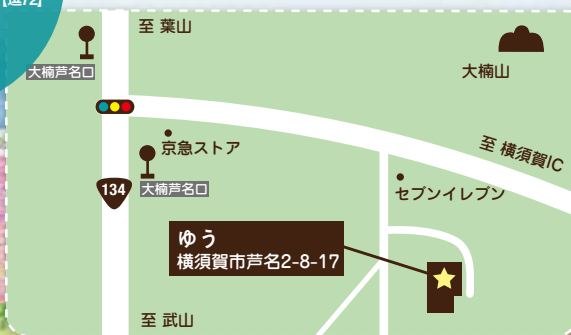 【逗72】
至 葉山
大楠芦名口
大楠山
京急ストア
至 横須賀IC
134
大楠芦名口
セブンイレブン
ゆう
横須賀市芦名2-8-17
至 武山